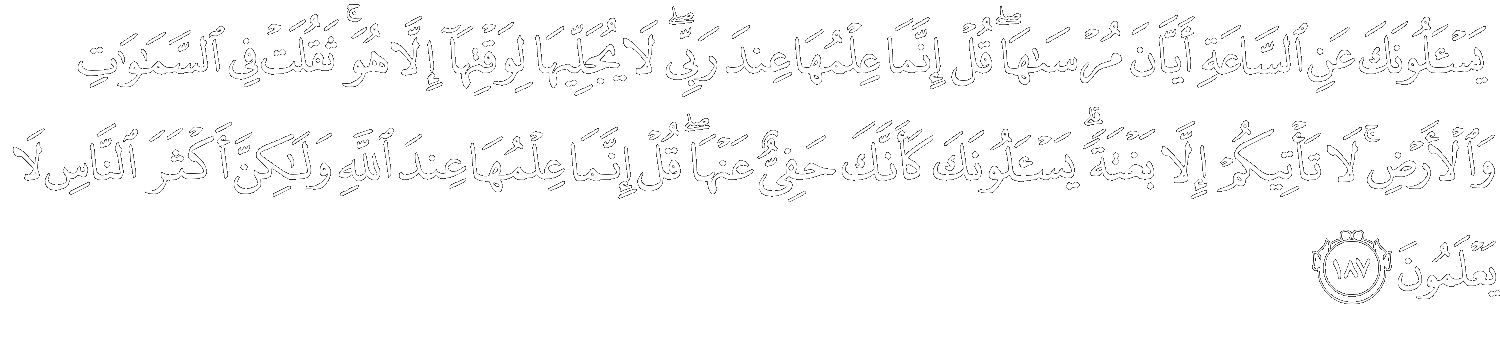 يَسْـَٔلُونَكَ عَنِ ٱلسَّاعَةِ أَيَّانَ مُرْسَىٰهَا ۖ قُلْ إِنَّمَا عِلْمُهَا عِندَ رَبِّى ۖ لَا يُجَلِّيهَا لِوَقْتِهَآ إِلَّا هُوَ ۚ ثَقُلَتْ فِى ٱلسَّمَٰوَٰتِ
وَٱلْأَرْضِ ۚ لَا تَأْتِيكُمْ إِلَّا بَغْتَةً ۗ يَسْـَٔلُونَكَ كَأَنَّكَ حَفِىٌّ عَنْهَا ۖ قُلْ إِنَّمَا عِلْمُهَا عِندَ ٱللَّهِ وَلَٰكِنَّ أَكْثَرَ ٱلنَّاسِ لَا
يَعْلَمُونَ ١٨٧